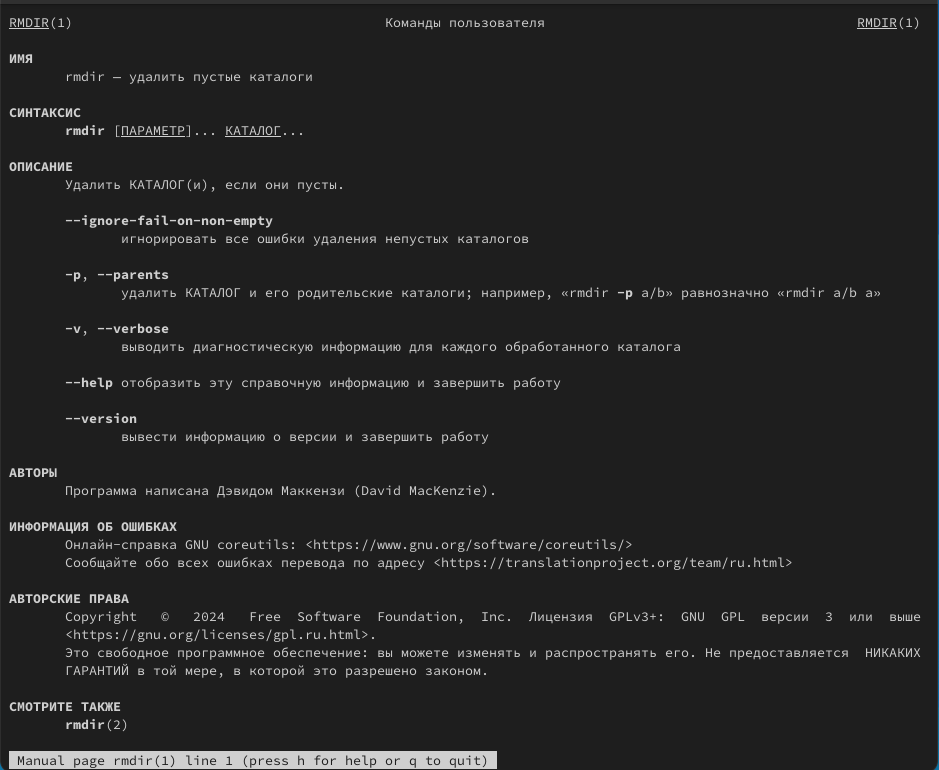 RMDIR(1) Команды пользователя RMDIR(1)
ИМЯ
rmdir — удалить пустые каталоги
СИНТАКСИС
rmdir [ПАРАМЕТР]... КАТАЛОГ...
ОПИСАНИЕ
Удалить КАТАЛОГ(и), если они пусты.
--ignore-fail-on-non-empty
игнорировать все ошибки удаления непустых каталогов
-p, --parents
удалить КАТАЛОГ и его родительские каталоги; например, «rmdir -p a/b» равнозначно «rmdir a/b a»
-v, --verbose
выводить диагностическую информацию для каждого обработанного каталога
--help отобразить эту справочную информацию и завершить работу
--version
вывести информацию о версии и завершить работу
АВТОРЫ
Программа написана Дэвидом Маккензи (David MacKenzie).
ИНФОРМАЦИЯ ОБ ОШИБКАХ
Онлайн-справка GNU coreutils: <https://www.gnu.org/software/coreutils/>
Сообщайте обо всех ошибках перевода по адресу <https://translationproject.org/team/ru.html>
АВТОРСКИЕ ПРАВА
Copyright © 2024 Free Software Foundation, Inc. Лицензия GPLv3+: GNU GPL версии 3 или выше
<https://gnu.org/licenses/gpl.ru.html>.
Это свободное программное обеспечение: вы можете изменять и распространять его. Не предоставляется НИКАКИХ
ГАРАНТИЙ в той мере, в которой это разрешено законом.
СМОТРИТЕ ТАКЖЕ
rmdir(2)
Manual page rmdir(1) line 1 (press h for help or q to quit)